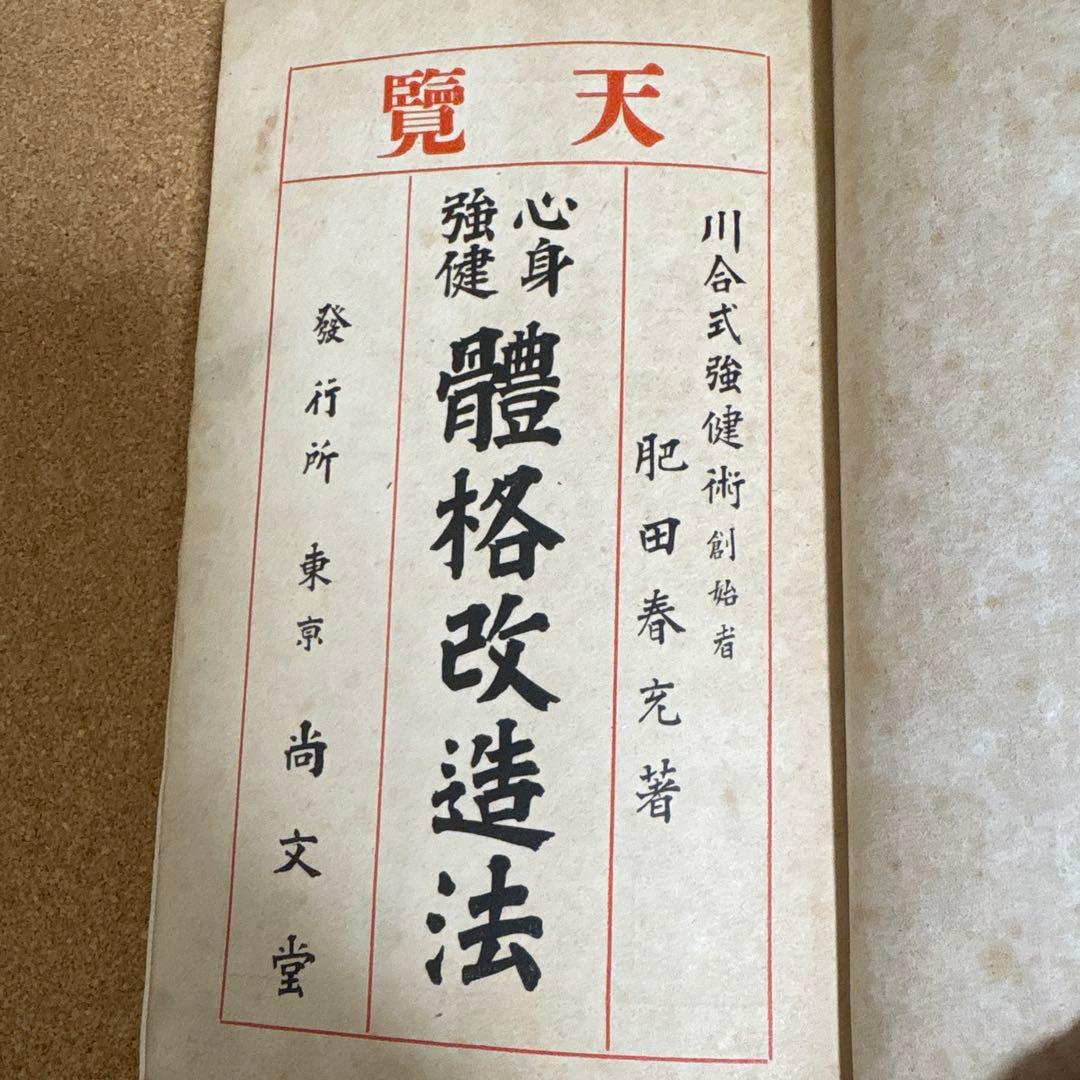 天覽
川合式強健術創始者
肥田春充著
心身
強健
體格改造法
發行所 東京 尚文堂